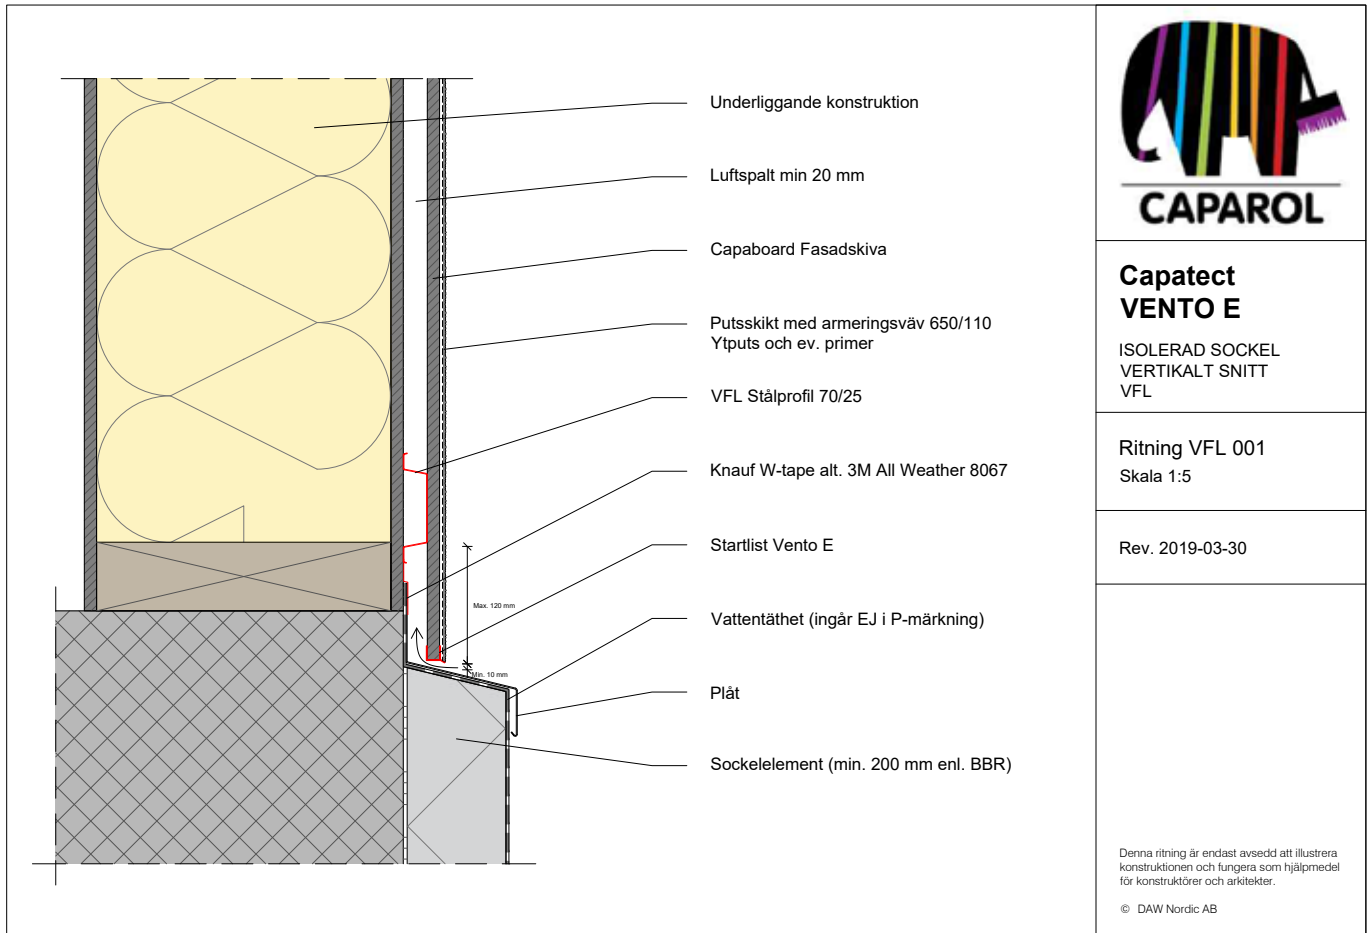 Underliggande konstruktion
Luftspalt min 20 mm
Capaboard Fasadskiva
Putsskikt med armeringsväv 650/110
Ytputs och ev. primer
VFL Stålprofil 70/25
Knauf W-tape alt. 3M All Weather 8067
Startlist Vento E
Max. 120 mm
Vattentäthet (ingår EJ i P-märkning)
Min. 10 mm
Plåt
Sockelelement (min. 200 mm enl. BBR)
CAPAROL
Capatect
VENTO E
ISOLERAD SOCKEL
VERTIKALT SNITT
VFL
Ritning VFL 001
Skala 1:5
Rev. 2019-03-30
Denna ritning är endast avsedd att illustrera
konstruktionen och fungera som hjälpmedel
för konstruktörer och arkitekter.
© DAW Nordic AB